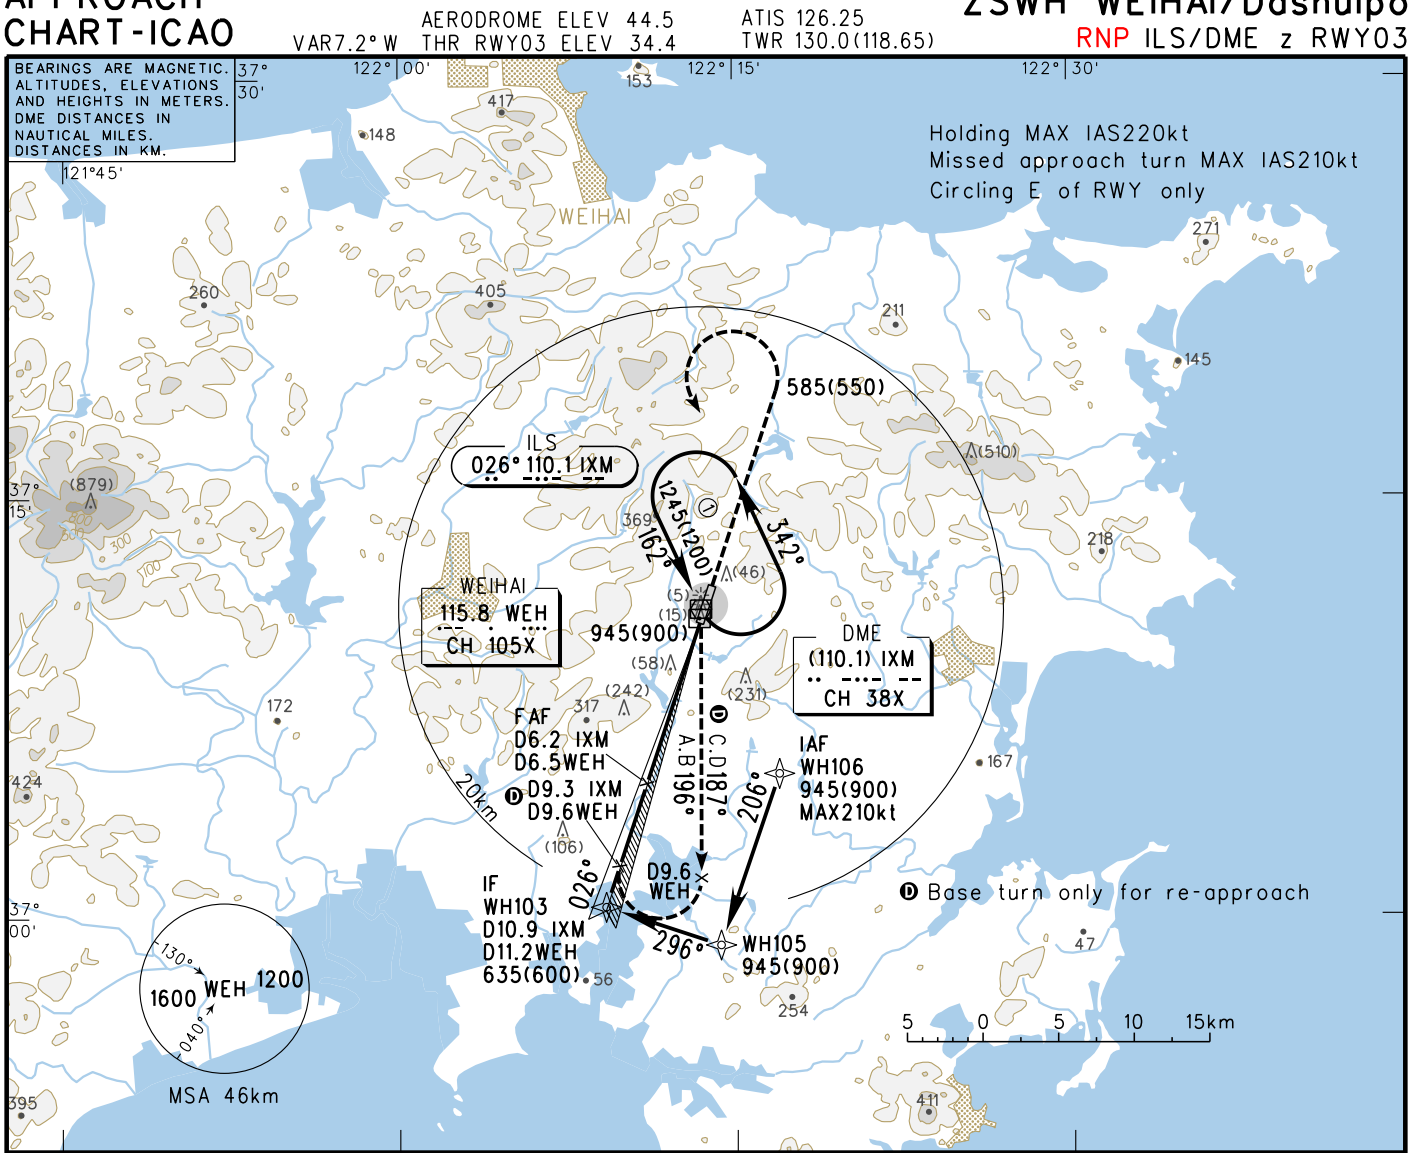 APPROACH
CHART-ICAO
VAR7.2°W
AERODROME ELEV 44.5
THR RWY03 ELEV 34.4
ATIS 126.25
TWR 130.0(118.65)
ZSWH WEIHAI/Dashuipo
RNP ILS/DME z RWY03
BEARINGS ARE MAGNETIC.
ALTITUDES, ELEVATIONS
AND HEIGHTS IN METERS.
DME DISTANCES IN
NAUTICAL MILES.
DISTANCES IN KM.
37°
30'
122°00'
122°15'
122°30'
121°45'
153
417
148
Holding MAX IAS220kt
Missed approach turn MAX IAS210kt
Circling E of RWY only
WEIHAI
271
260
405
211
145
585(550)
ILS
026° 110.1 IXM
(510)
(879)
37°
15'
300
100
369
1245(1200)
162°
1
342°
218
(46)
(5)
(15)
WEIHAI
115.8 WEH
CH 105X
945(900)
(58)
DME
(110.1) IXM
CH 38X
(231)
(242)
317
172
FAF
D6.2 IXM
D6.5WEH
D
D9.3 IXM
D9.6WEH
D
C.D187°
A.B196°
IAF
WH106
945(900)
MAX210kt
167
206°
424
20km
(106)
026°
D9.6
WEH
D Base turn only for re-approach
IF
WH103
D10.9 IXM
D11.2WEH
635(600)
37°
00'
296°
WH105
945(900)
47
56
254
130°
1600
WEH
1200
040°
MSA 46km
5 0 5 10 15km
395
411